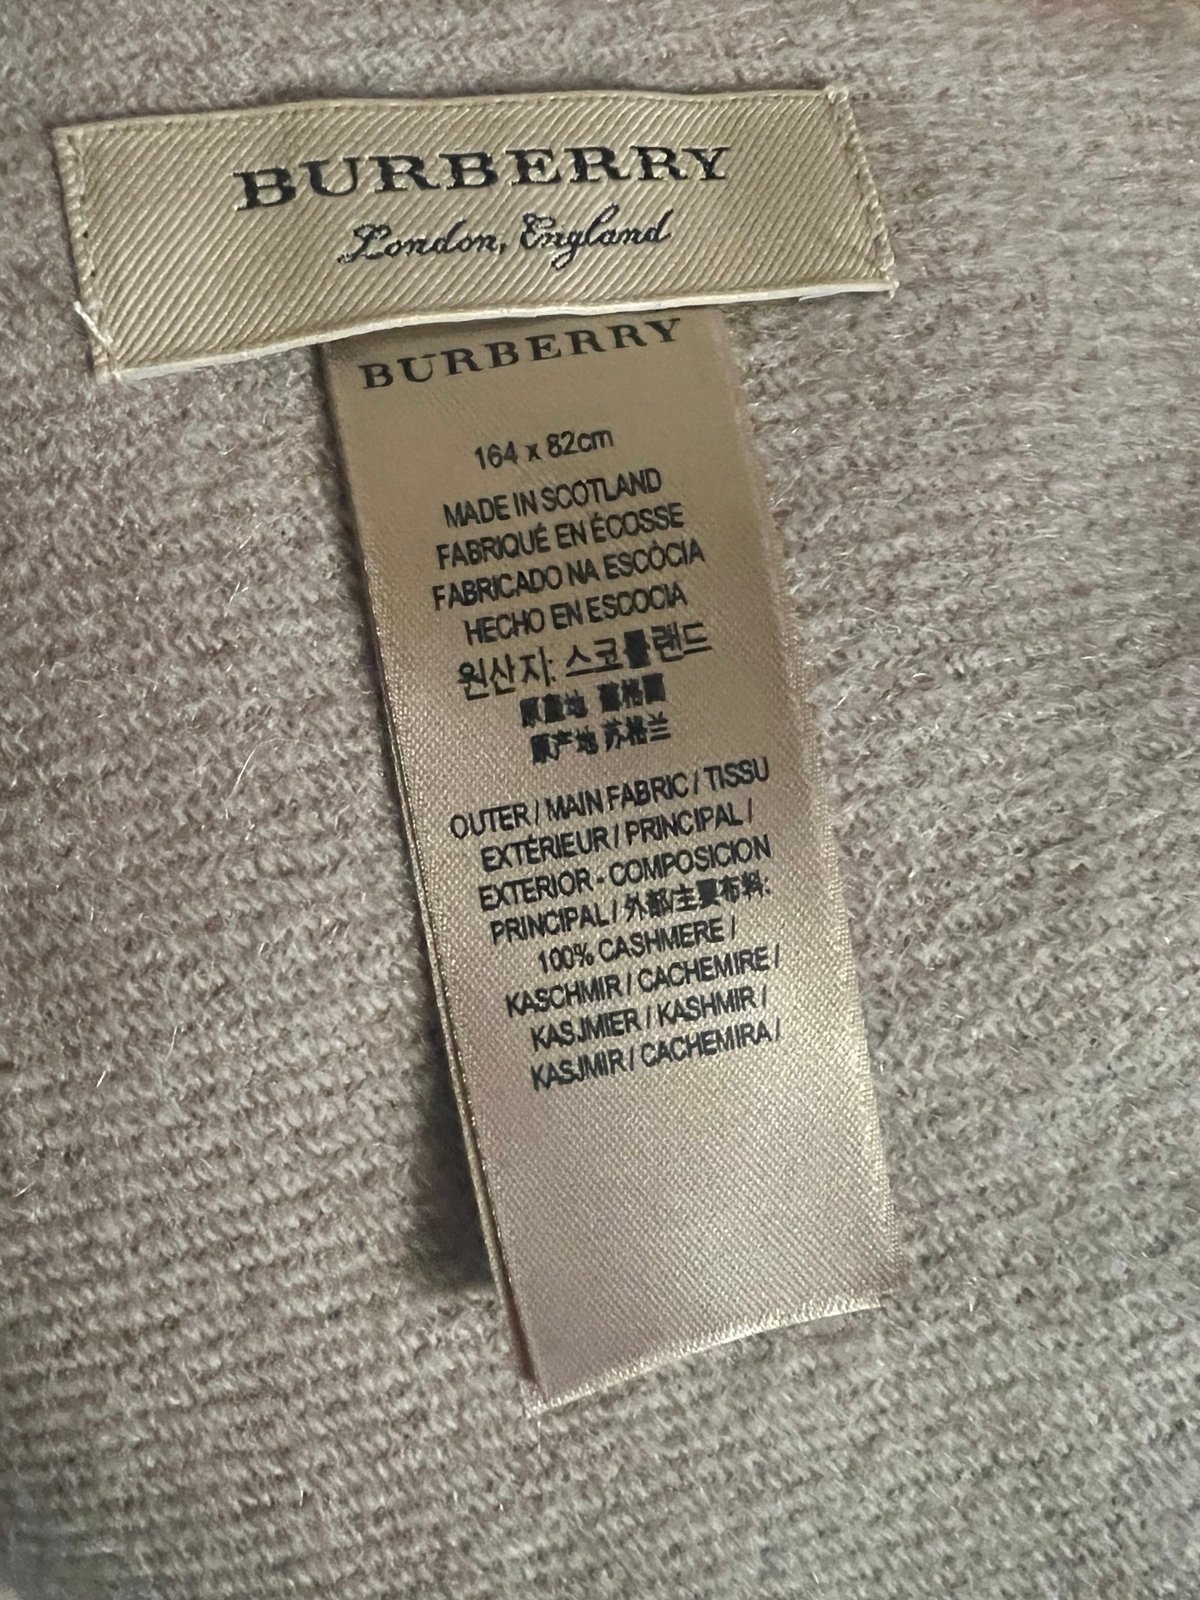 BURBERRY
London, England
BURBERRY
164 x 82cm
MADE IN SCOTLAND
FABRIQUÉ EN ÉCOSSE
FABRICADO NA ESCÓCIA
HECHO EN ESCOCIA
원산지: 스코틀랜드
原產地 蘇格蘭
原产地 苏格兰
OUTER / MAIN FABRIC / TISSU
EXTÉRIEUR / PRINCIPAL /
EXTERIOR - COMPOSICION
PRINCIPAL / 外部/主要布料:
100% CASHMERE /
KASCHMIR / CACHEMIRE /
KASJMIER / KASHMIR /
KASJMIR / CACHEMIRA /